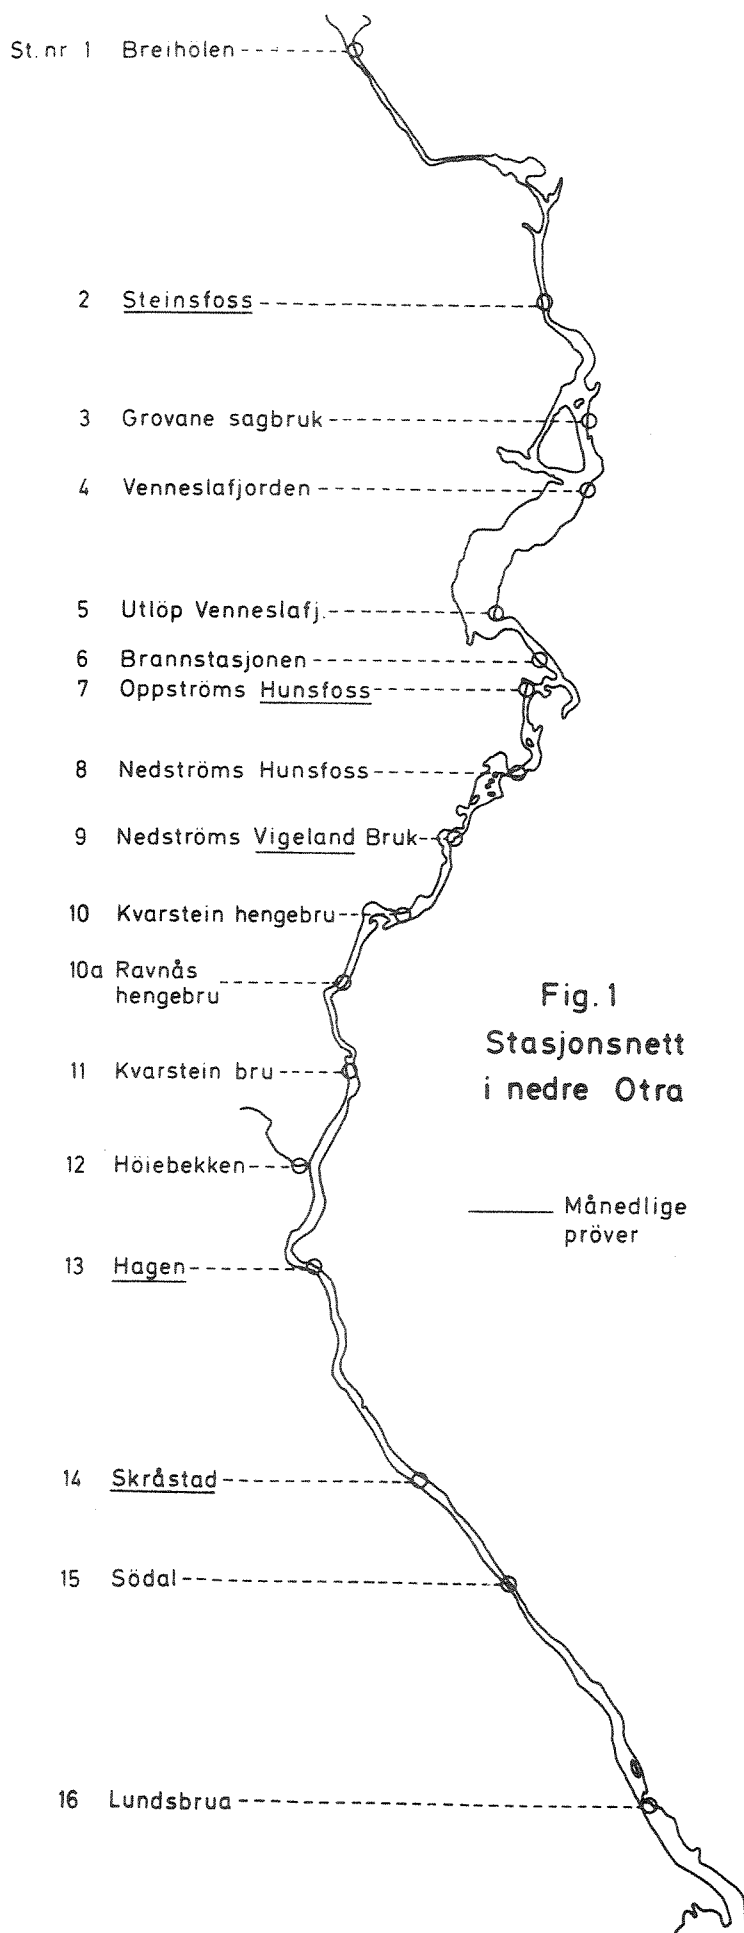 St. nr 1 Breihölen
2 Steinsfoss
3 Grovane sagbruk
4 Venneslafjorden
5 Utlöp Venneslafj.
6 Brannstasjonen
7 Oppströms Hunsfoss
8 Nedströms Hunsfoss
9 Nedströms Vigeland Bruk
10 Kvarstein hengebru
10a Ravnås
hengebru
11 Kvarstein bru
12 Höiebekken
13 Hagen
14 Skråstad
15 Södal
16 Lundsbrua
Fig. 1
Stasjonsnett
i nedre Otra
Månedlige
pröver